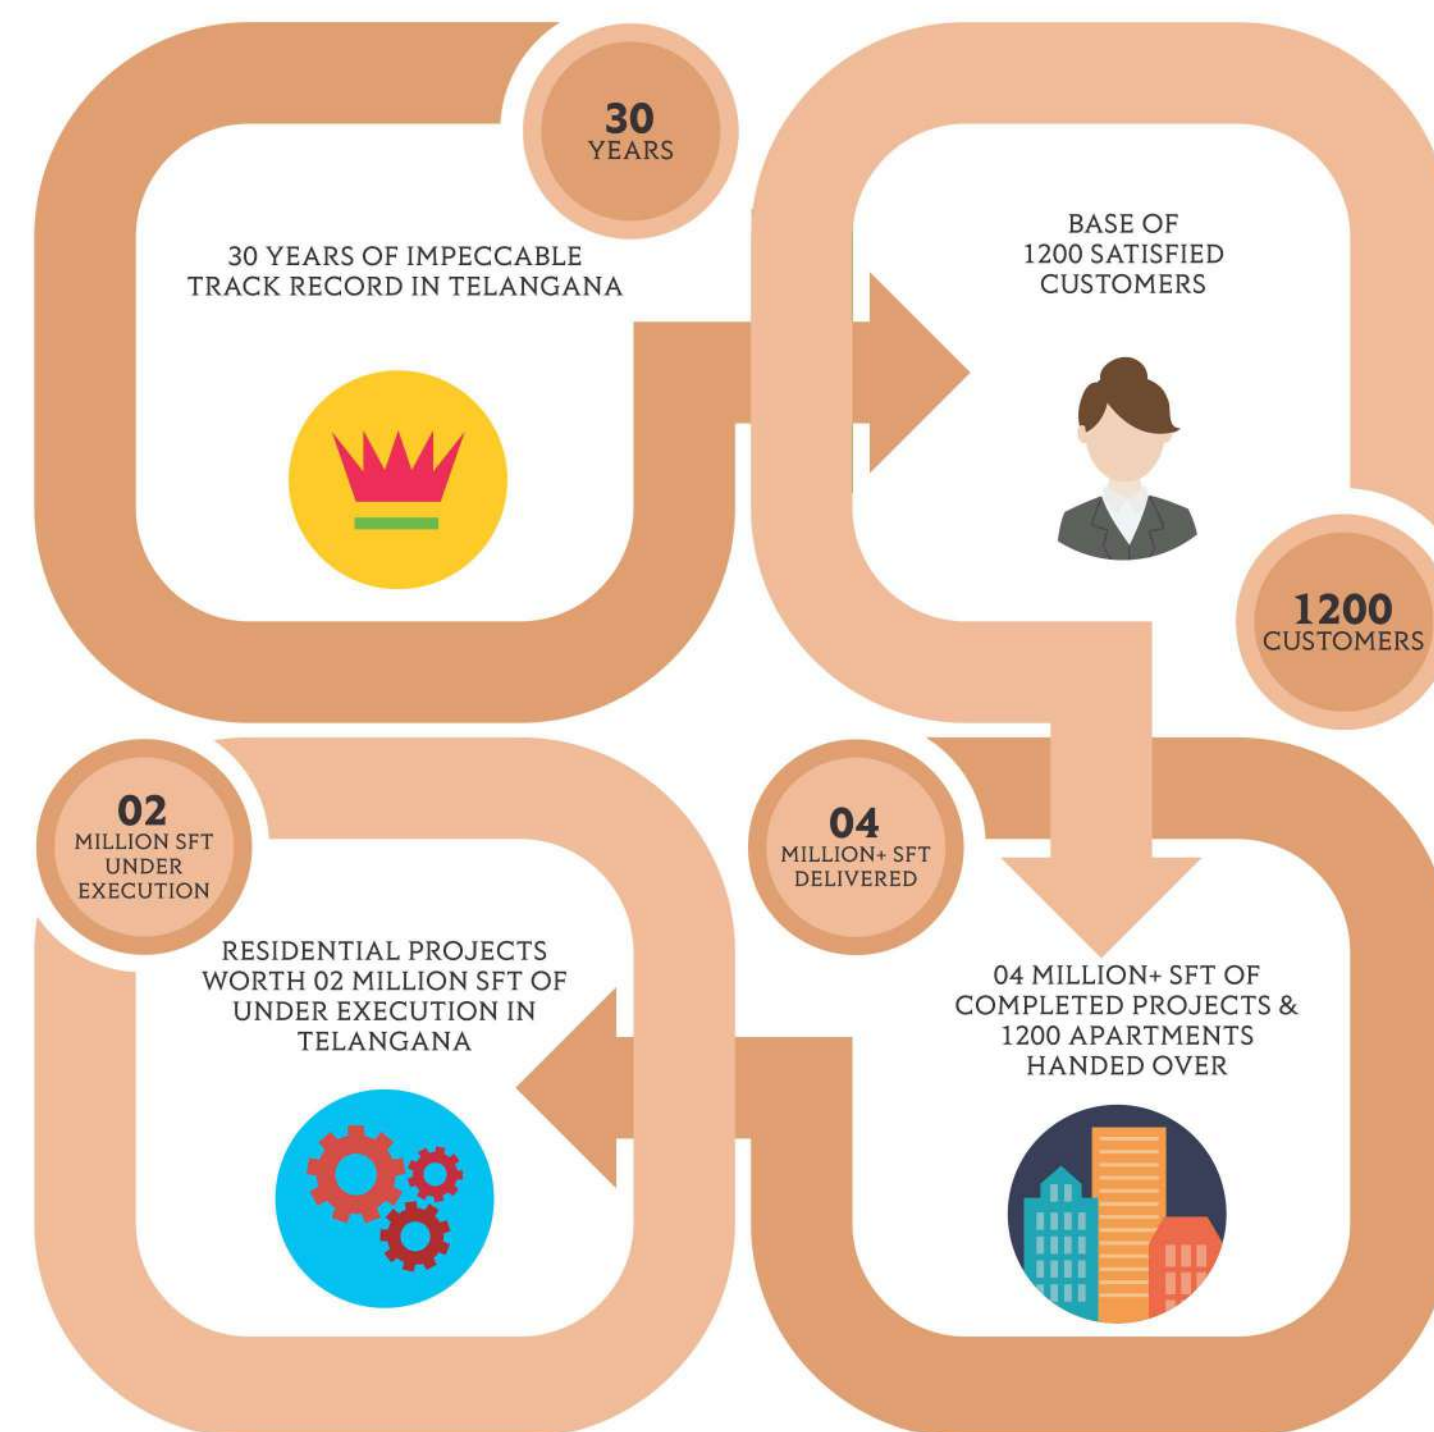 30
YEARS
30 YEARS OF IMPECCABLE
TRACK RECORD IN TELANGANA
BASE OF
1200 SATISFIED
CUSTOMERS
1200
CUSTOMERS
04
MILLION+ SFT
DELIVERED
04 MILLION+ SFT OF
COMPLETED PROJECTS &
1200 APARTMENTS
HANDED OVER
02
MILLION SFT
UNDER
EXECUTION
RESIDENTIAL PROJECTS
WORTH 02 MILLION SFT OF
UNDER EXECUTION IN
TELANGANA